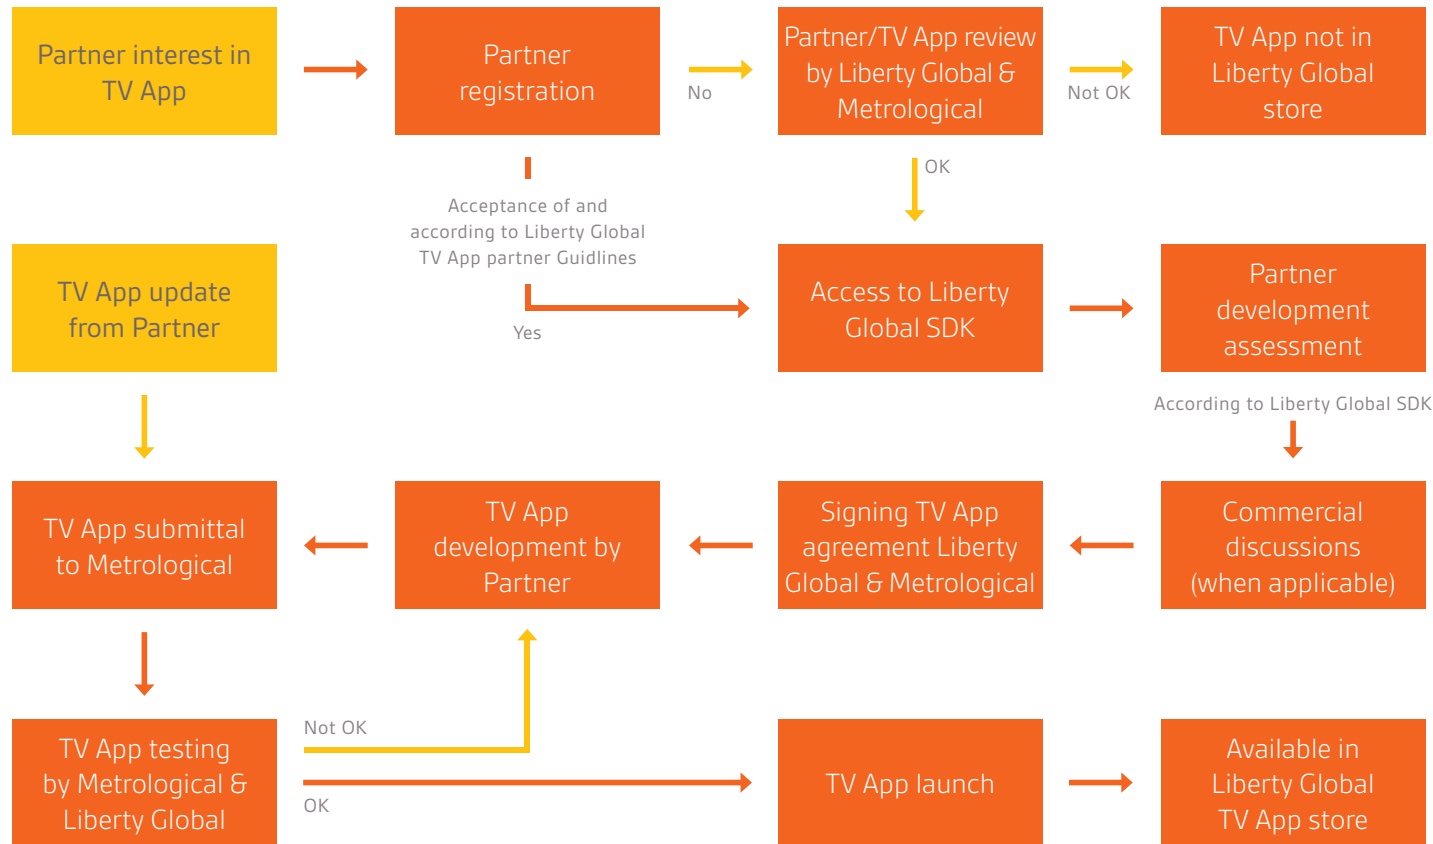 Partner interest in
TV App
Partner
registration
No
Partner/TV App review
by Liberty Global &
Metrological
Not OK
TV App not in
Liberty Global
store
OK
Acceptance of and
according to Liberty Global
TV App partner Guidlines
Yes
TV App update
from Partner
Access to Liberty
Global SDK
Partner
development
assessment
According to Liberty Global SDK
TV App submittal
to Metrological
TV App
development by
Partner
Signing TV App
agreement Liberty
Global & Metrological
Commercial
discussions
(when applicable)
TV App testing
by Metrological &
Liberty Global
Not OK
OK
TV App launch
Available in
Liberty Global
TV App store